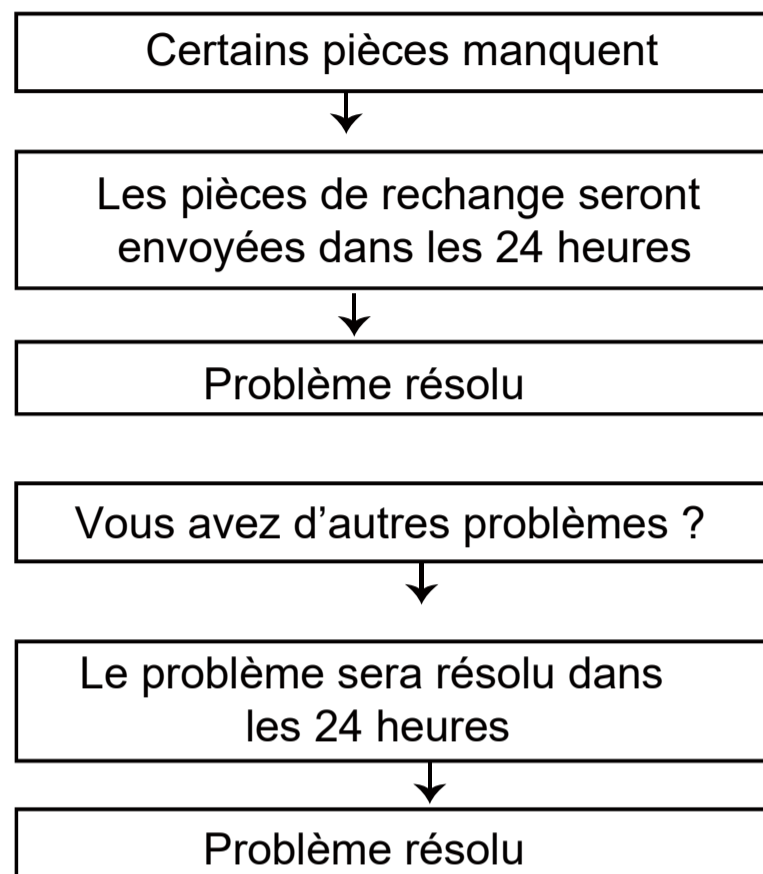 Certains pièces manquent
Les pièces de rechange seront
envoyées dans les 24 heures
Problème résolu
Vous avez d’autres problèmes ?
Le problème sera résolu dans
les 24 heures
Problème résolu